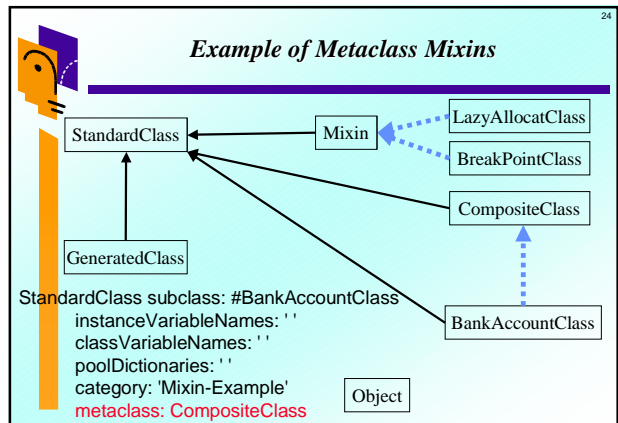 24
Example of Metaclass Mixins
LazyAllocatClass
StandardClass
Mixin
BreakPointClass
CompositeClass
GeneratedClass
BankAccountClass
StandardClass subclass: #BankAccountClass
instanceVariableNames: ' '
classVariableNames: ' '
poolDictionaries: ' '
category: 'Mixin-Example'
metaclass: CompositeClass
Object